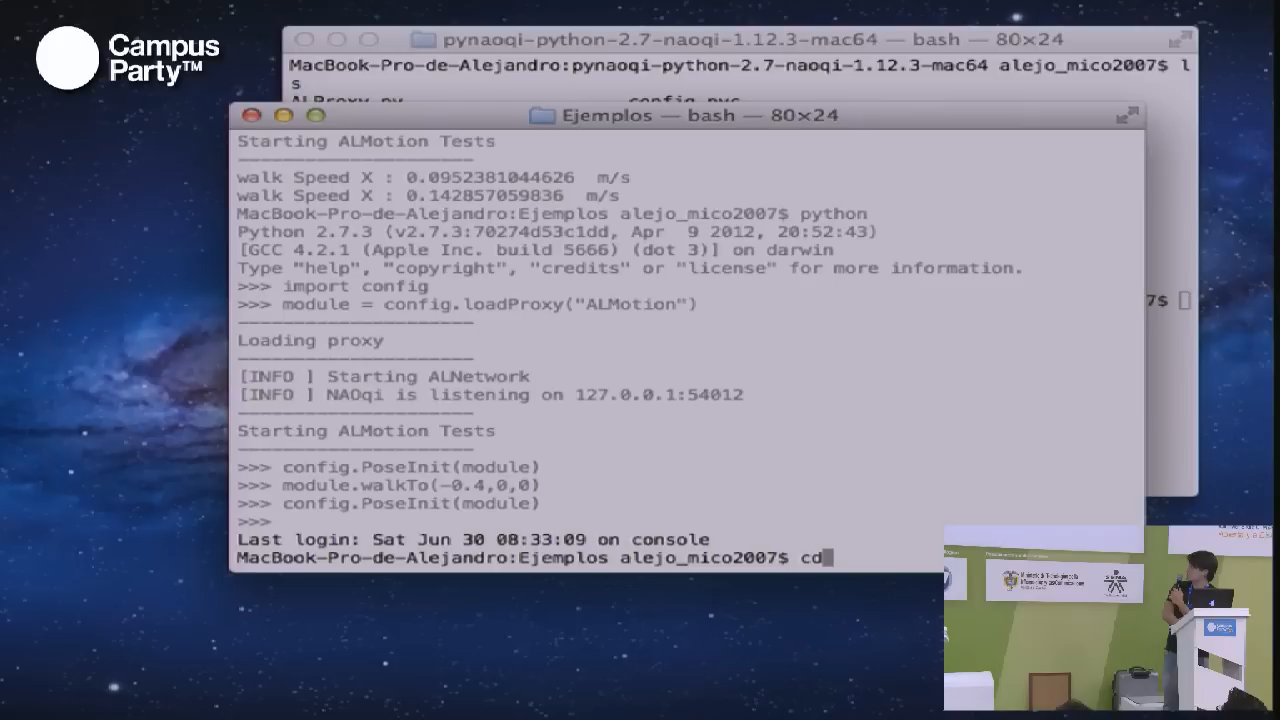 Campus
Party™
pynaoqi-python-2.7-naoqi-1.12.3-mac64 — bash — 80×24
MacBook-Pro-de-Alejandro:pynaoqi-python-2.7-naoqi-1.12.3-mac64 alejo_mico2007$ l
s
ALProxy.py config.pyc
7$
Ejemplos — bash — 80×24
Starting ALMotion Tests
walk Speed X : 0.0952381044626 m/s
walk Speed X : 0.142857059836 m/s
MacBook-Pro-de-Alejandro:Ejemplos alejo_mico2007$ python
Python 2.7.3 (v2.7.3:70274d53c1dd, Apr 9 2012, 20:52:43)
[GCC 4.2.1 (Apple Inc. build 5666) (dot 3)] on darwin
Type "help", "copyright", "credits" or "license" for more information.
>>> import config
>>> module = config.loadProxy("ALMotion")
Loading proxy
[INFO ] Starting ALNetwork
[INFO ] NAOqi is listening on 127.0.0.1:54012
Starting ALMotion Tests
>>> config.PoseInit(module)
>>> module.walkTo(-0.4,0,0)
>>> config.PoseInit(module)
>>>
Last login: Sat Jun 30 08:33:09 on console
MacBook-Pro-de-Alejandro:Ejemplos alejo_mico2007$ cd